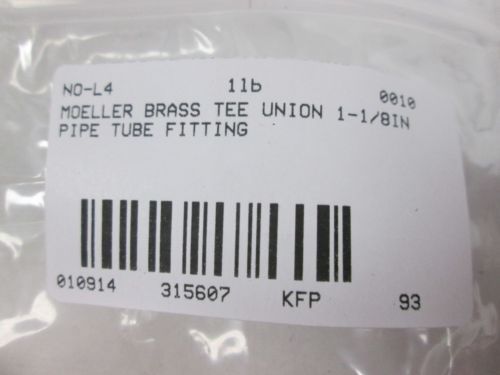 NO-L4 11b 0010
MOELLER BRASS TEE UNION 1-1/8IN
PIPE TUBE FITTING
010914 315607 KFP 93